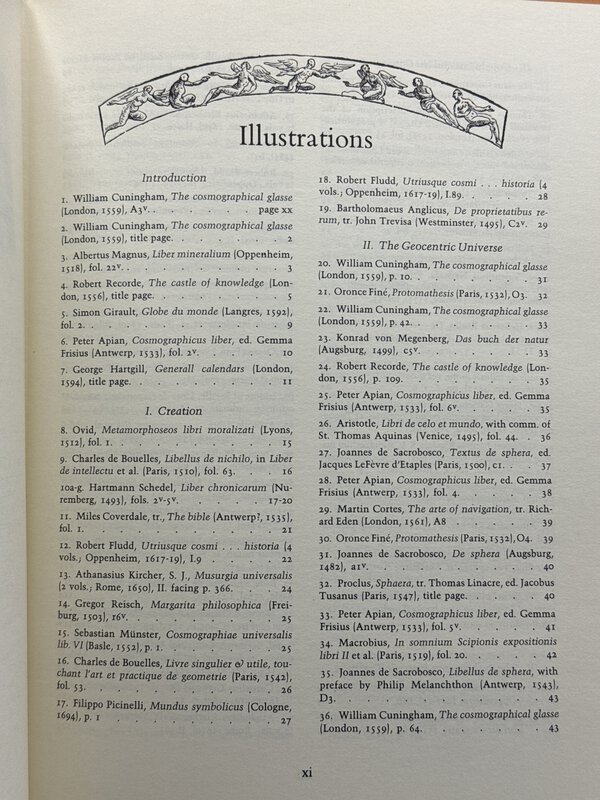 Illustrations
Introduction
1. William Cuningham, The cosmographical glasse
(London, 1559), A3v. . . . . . . page xx
2. William Cuningham, The cosmographical glasse
(London, 1559), title page. . . . . . . 2
3. Albertus Magnus, Liber mineralium (Oppenheim,
1518), fol. 22v. . . . . . . . . . 3
4. Robert Recorde, The castle of knowledge (Lon-
don, 1556), title page. . . . . . . . 5
5. Simon Girault, Globe du monde (Langres, 1592),
fol. 2. . . . . . . . . . . . 9
6. Peter Apian, Cosmographicus liber, ed. Gemma
Frisius (Antwerp, 1533), fol. 2v. . . . . . 10
7. George Hartgill, Generall calendars (London,
1594), title page. . . . . . . . . 11
I. Creation
8. Ovid, Metamorphoseos libri moralizati (Lyons,
1512), fol. 1. . . . . . . . . . 15
9. Charles de Bouelles, Libellus de nichilo, in Liber
de intellectu et al. (Paris, 1510), fol. 63. . . . 16
10a-g. Hartmann Schedel, Liber chronicarum (Nu-
remberg, 1493), fols. 2v-5v. . . . . . 17-20
11. Miles Coverdale, tr., The bible (Antwerp?, 1535),
fol. 1. . . . . . . . . . . . 21
12. Robert Fludd, Utriusque cosmi . . . historia (4
vols.; Oppenheim, 1617-19), I.9 . . . . . 22
13. Athanasius Kircher, S. J., Musurgia universalis
(2 vols.; Rome, 1650), II. facing p. 366. . . . 24
14. Gregor Reisch, Margarita philosophica (Frei-
burg, 1503), 16v. . . . . . . . . 25
15. Sebastian Münster, Cosmographiae universalis
lib. VI (Basle, 1552), p. 1. . . . . . . 25
16. Charles de Bouelles, Livre singulier & utile, tou-
chant l'art et practique de geometrie (Paris, 1542),
fol. 53. . . . . . . . . . . . 26
17. Filippo Picinelli, Mundus symbolicus (Cologne,
1694), p. 1 . . . . . . . . . . 27
18. Robert Fludd, Utriusque cosmi . . . historia (4
vols.; Oppenheim, 1617-19), I.89. . . . . 28
19. Bartholomaeus Anglicus, De proprietatibus re-
rum, tr. John Trevisa (Westminster, 1495), C2v. 29
II. The Geocentric Universe
20. William Cuningham, The cosmographical glasse
(London, 1559), p. 10. . . . . . . . 31
21. Oronce Finé, Protomathesis (Paris, 1532), O3. 32
22. William Cuningham, The cosmographical glasse
(London, 1559), p. 42. . . . . . . . 33
23. Konrad von Megenberg, Das buch der natur
(Augsburg, 1499), c5v. . . . . . . . 33
24. Robert Recorde, The castle of knowledge (Lon-
don, 1556), p. 109. . . . . . . . . 35
25. Peter Apian, Cosmographicus liber, ed. Gemma
Frisius (Antwerp, 1533), fol. 6v. . . . . . 35
26. Aristotle, Libri de celo et mundo, with comm. of
St. Thomas Aquinas (Venice, 1495), fol. 44. . 36
27. Joannes de Sacrobosco, Textus de sphera, ed.
Jacques LeFèvre d'Etaples (Paris, 1500), c1. . . 37
28. Peter Apian, Cosmographicus liber, ed. Gemma
Frisius (Antwerp, 1533), fol. 4. . . . . . 38
29. Martin Cortes, The arte of navigation, tr. Rich-
ard Eden (London, 1561), A8 . . . . . 39
30. Oronce Finé, Protomathesis (Paris, 1532), O4. 39
31. Joannes de Sacrobosco, De sphera (Augsburg,
1482), a1v. . . . . . . . . . . 40
32. Proclus, Sphaera, tr. Thomas Linacre, ed. Jacobus
Tusanus (Paris, 1547), title page. . . . . . 40
33. Peter Apian, Cosmographicus liber, ed. Gemma
Frisius (Antwerp, 1533), fol. 5v. . . . . . 41
34. Macrobius, In somnium Scipionis expositionis
libri II et al. (Paris, 1519), fol. 20. . . . . 42
35. Joannes de Sacrobosco, Libellus de sphera, with
preface by Philip Melanchthon (Antwerp, 1543),
D3. . . . . . . . . . . . . 43
36. William Cuningham, The cosmographical glasse
(London, 1559), p. 64. . . . . . . . 43
xi